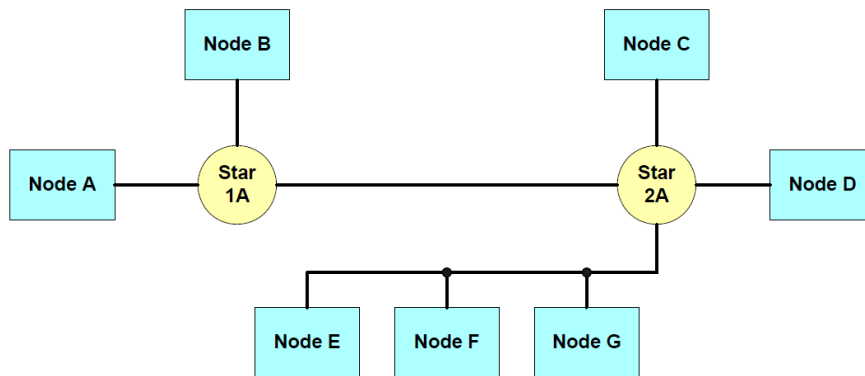 Node B
Node C
Node A
Star
1A
Star
2A
Node D
Node E
Node F
Node G